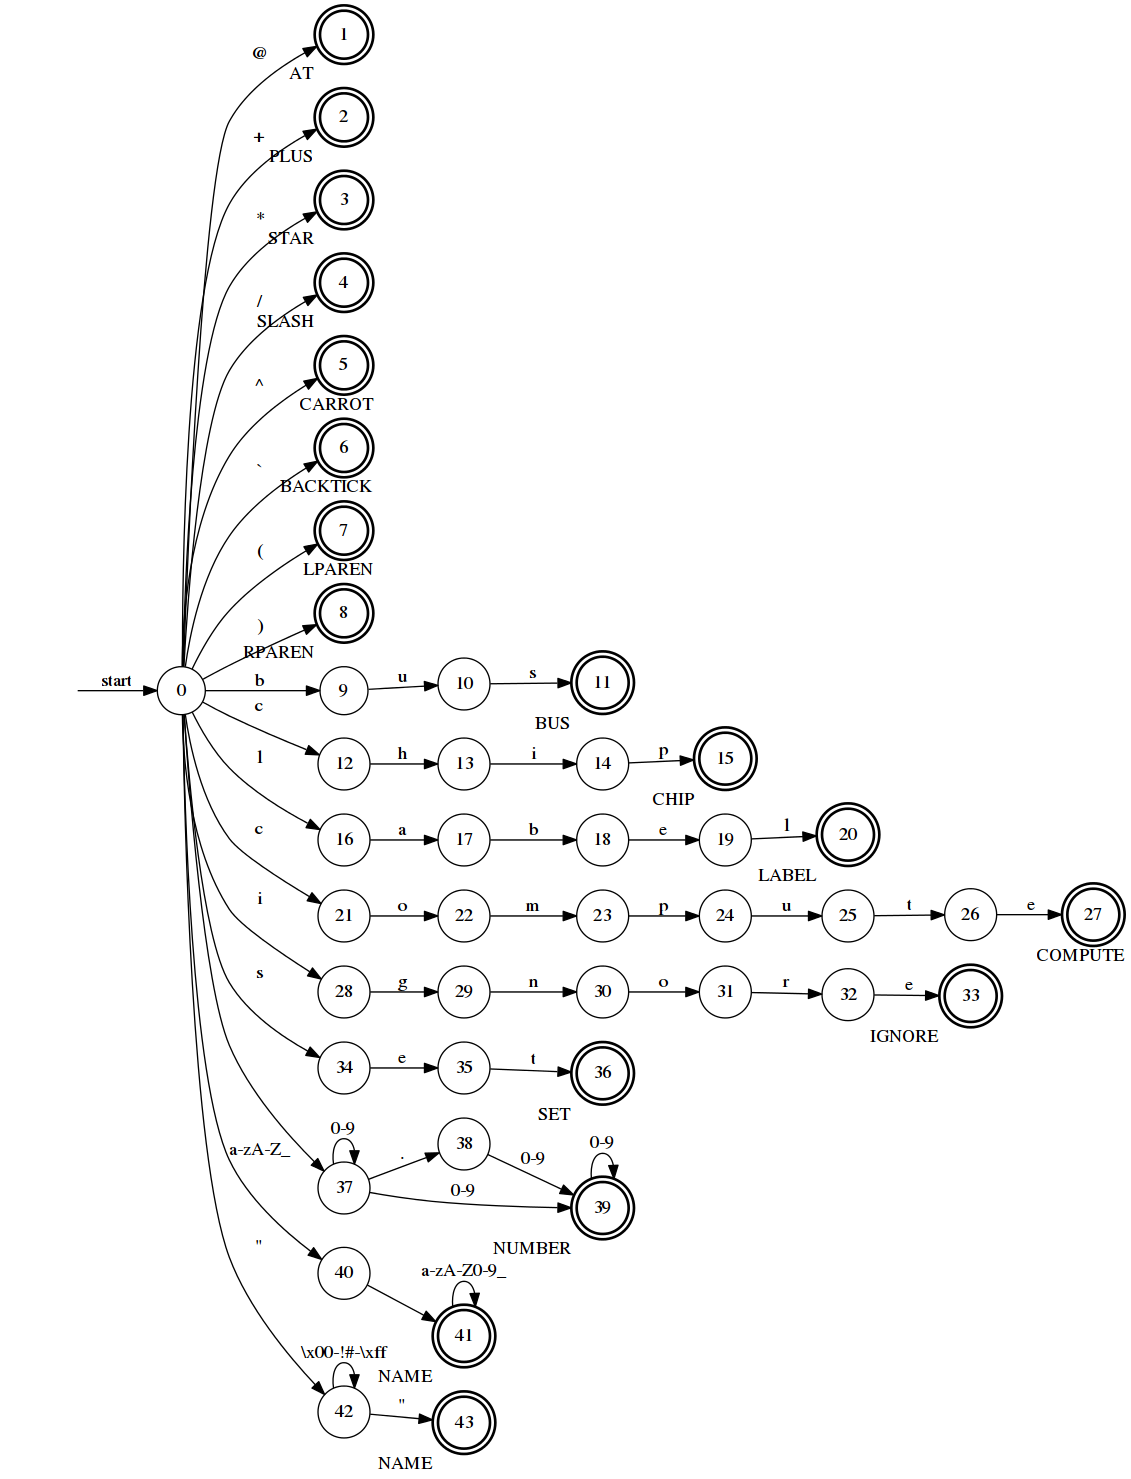 @
1
AT
+
2
PLUS
*
3
STAR
/
4
SLASH
^
5
CARROT
`
6
BACKTICK
(
7
LPAREN
)
8
RPAREN
start
0
b
9
u
10
s
11
BUS
c
12
h
13
i
14
p
15
CHIP
l
16
a
17
b
18
e
19
l
20
LABEL
c
21
o
22
m
23
p
24
u
25
t
26
e
27
COMPUTE
i
28
g
29
n
30
o
31
r
32
e
33
IGNORE
s
34
e
35
t
36
SET
0-9
37
.
38
0-9
0-9
0-9
39
NUMBER
a-zA-Z_
40
a-zA-Z0-9_
41
NAME
"
\x00-!#-\xff
42
"
43
NAME